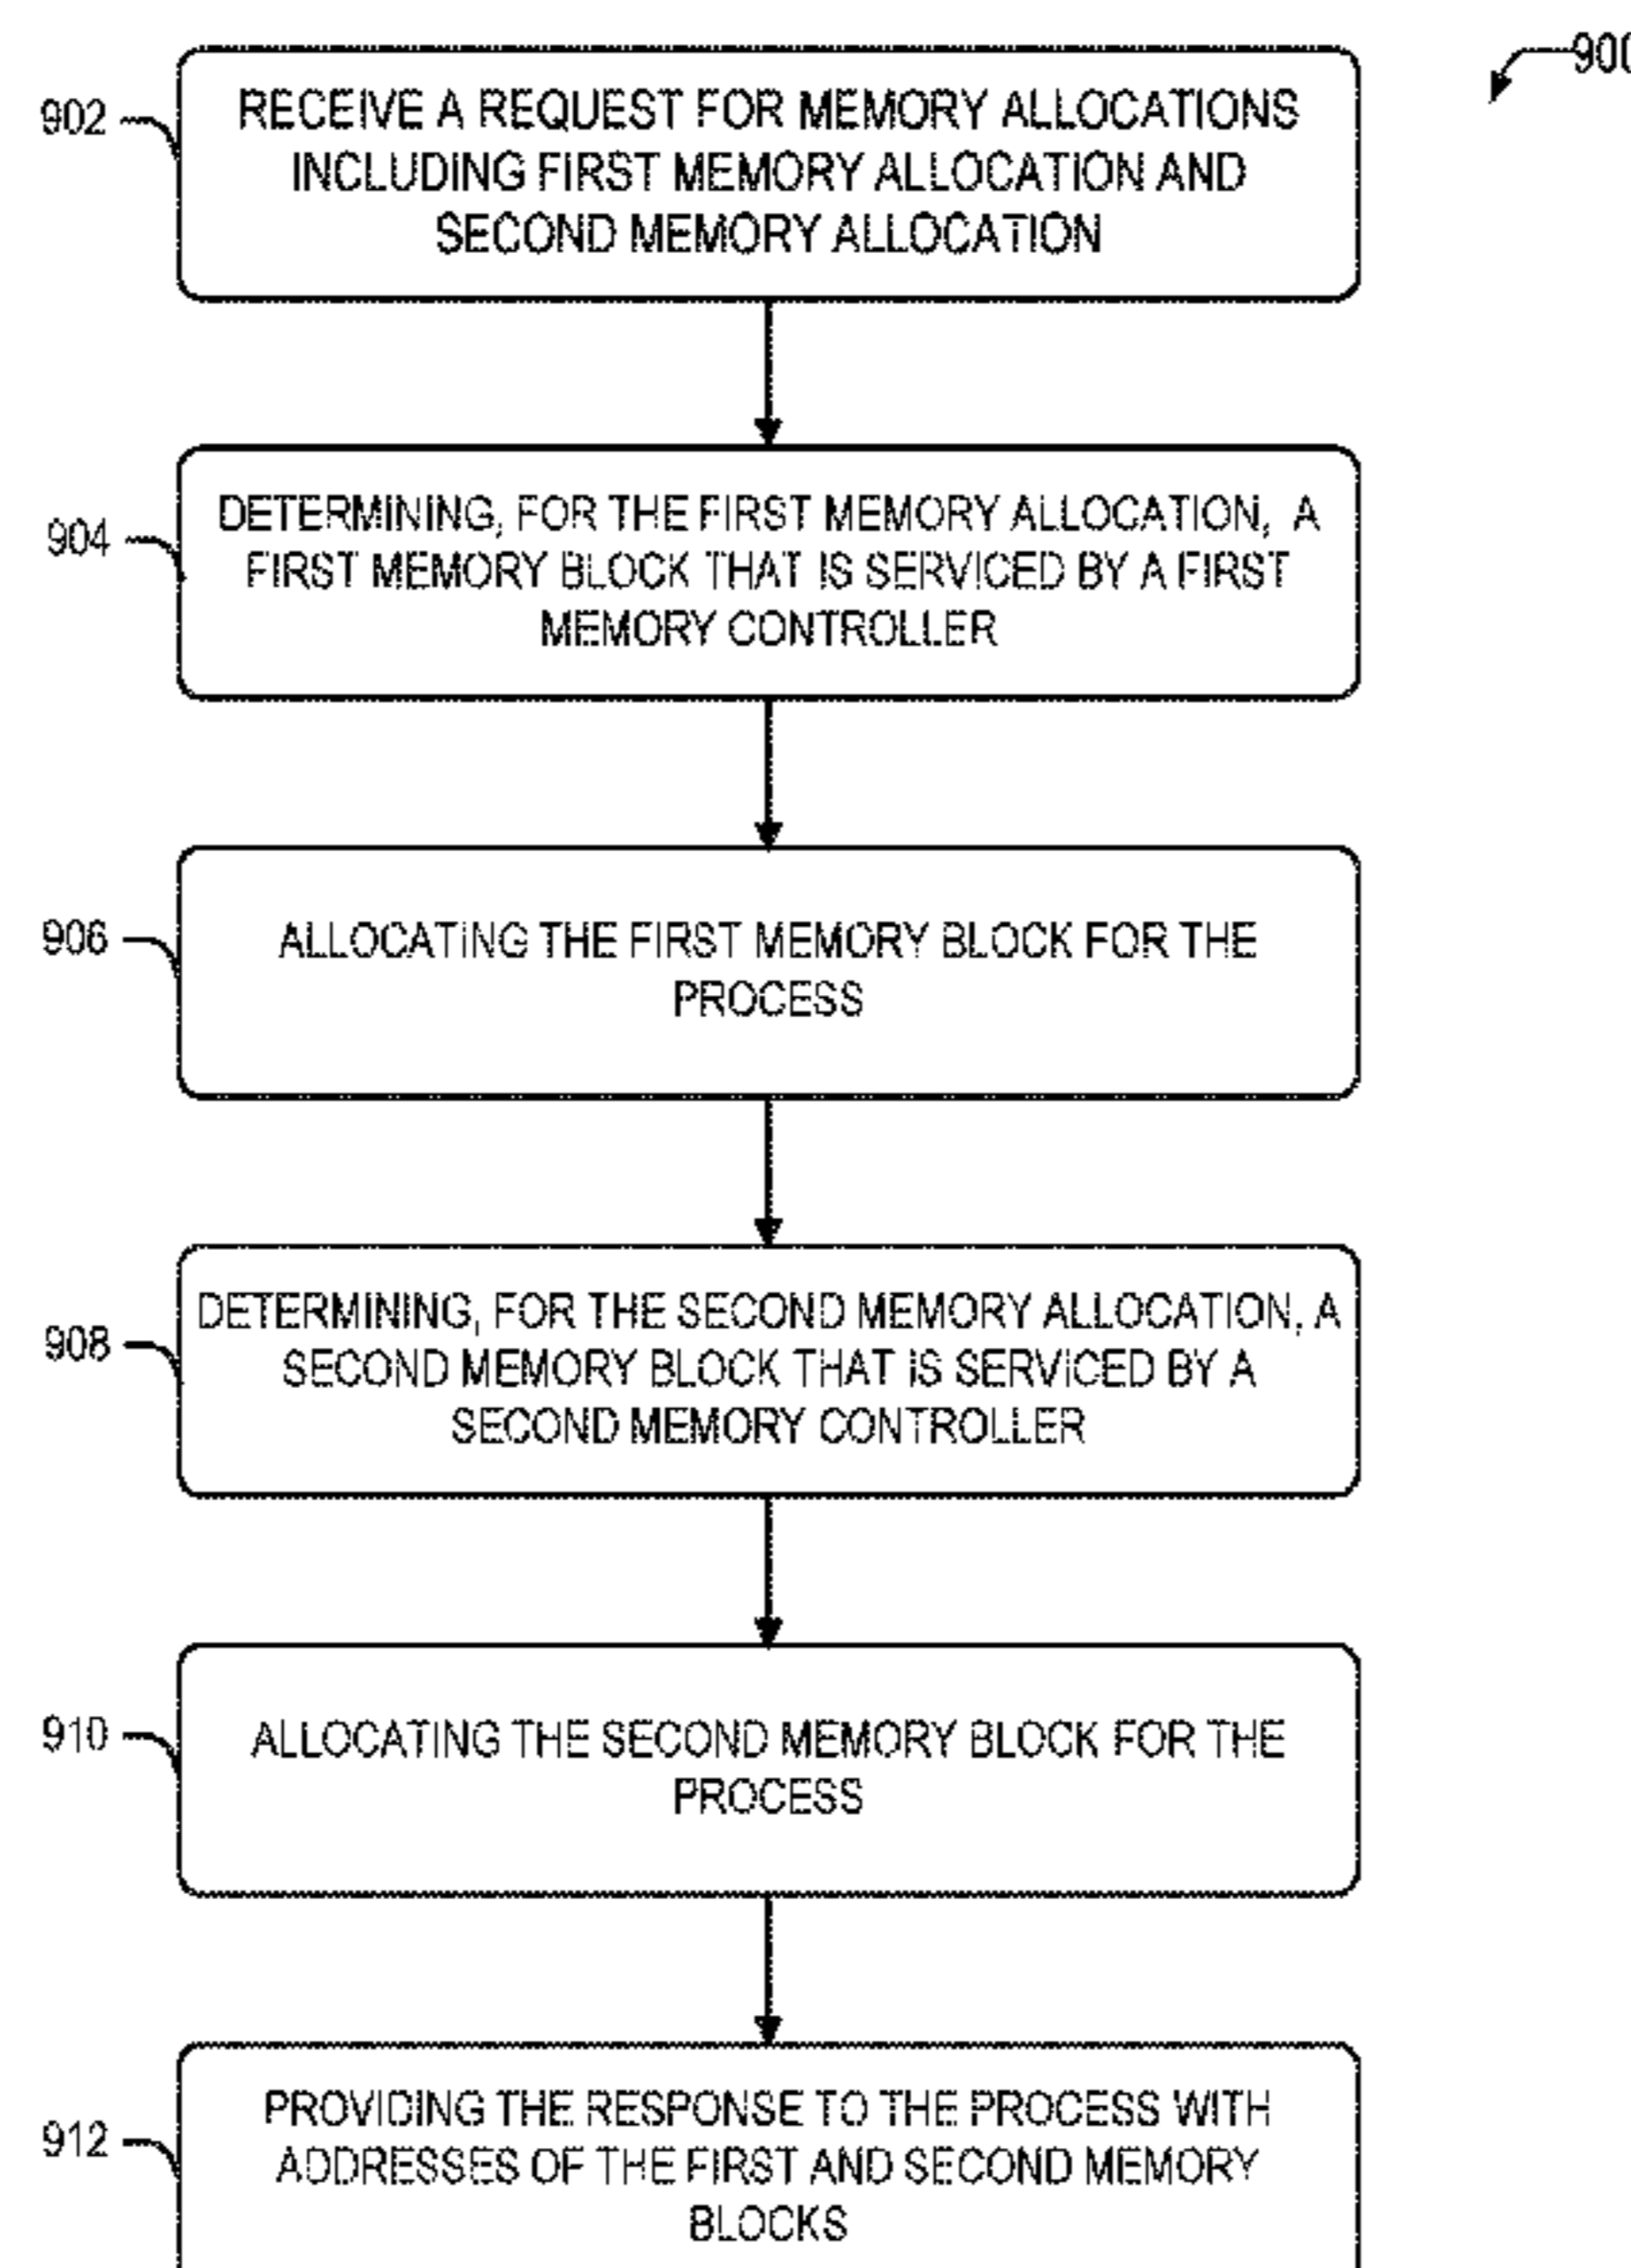 900
902
RECEIVE A REQUEST FOR MEMORY ALLOCATIONS
INCLUDING FIRST MEMORY ALLOCATION AND
SECOND MEMORY ALLOCATION
904
DETERMINING, FOR THE FIRST MEMORY ALLOCATION, A
FIRST MEMORY BLOCK THAT IS SERVICED BY A FIRST
MEMORY CONTROLLER
906
ALLOCATING THE FIRST MEMORY BLOCK FOR THE
PROCESS
908
DETERMINING, FOR THE SECOND MEMORY ALLOCATION, A
SECOND MEMORY BLOCK THAT IS SERVICED BY A
SECOND MEMORY CONTROLLER
910
ALLOCATING THE SECOND MEMORY BLOCK FOR THE
PROCESS
912
PROVIDING THE RESPONSE TO THE PROCESS WITH
ADDRESSES OF THE FIRST AND SECOND MEMORY
BLOCKS